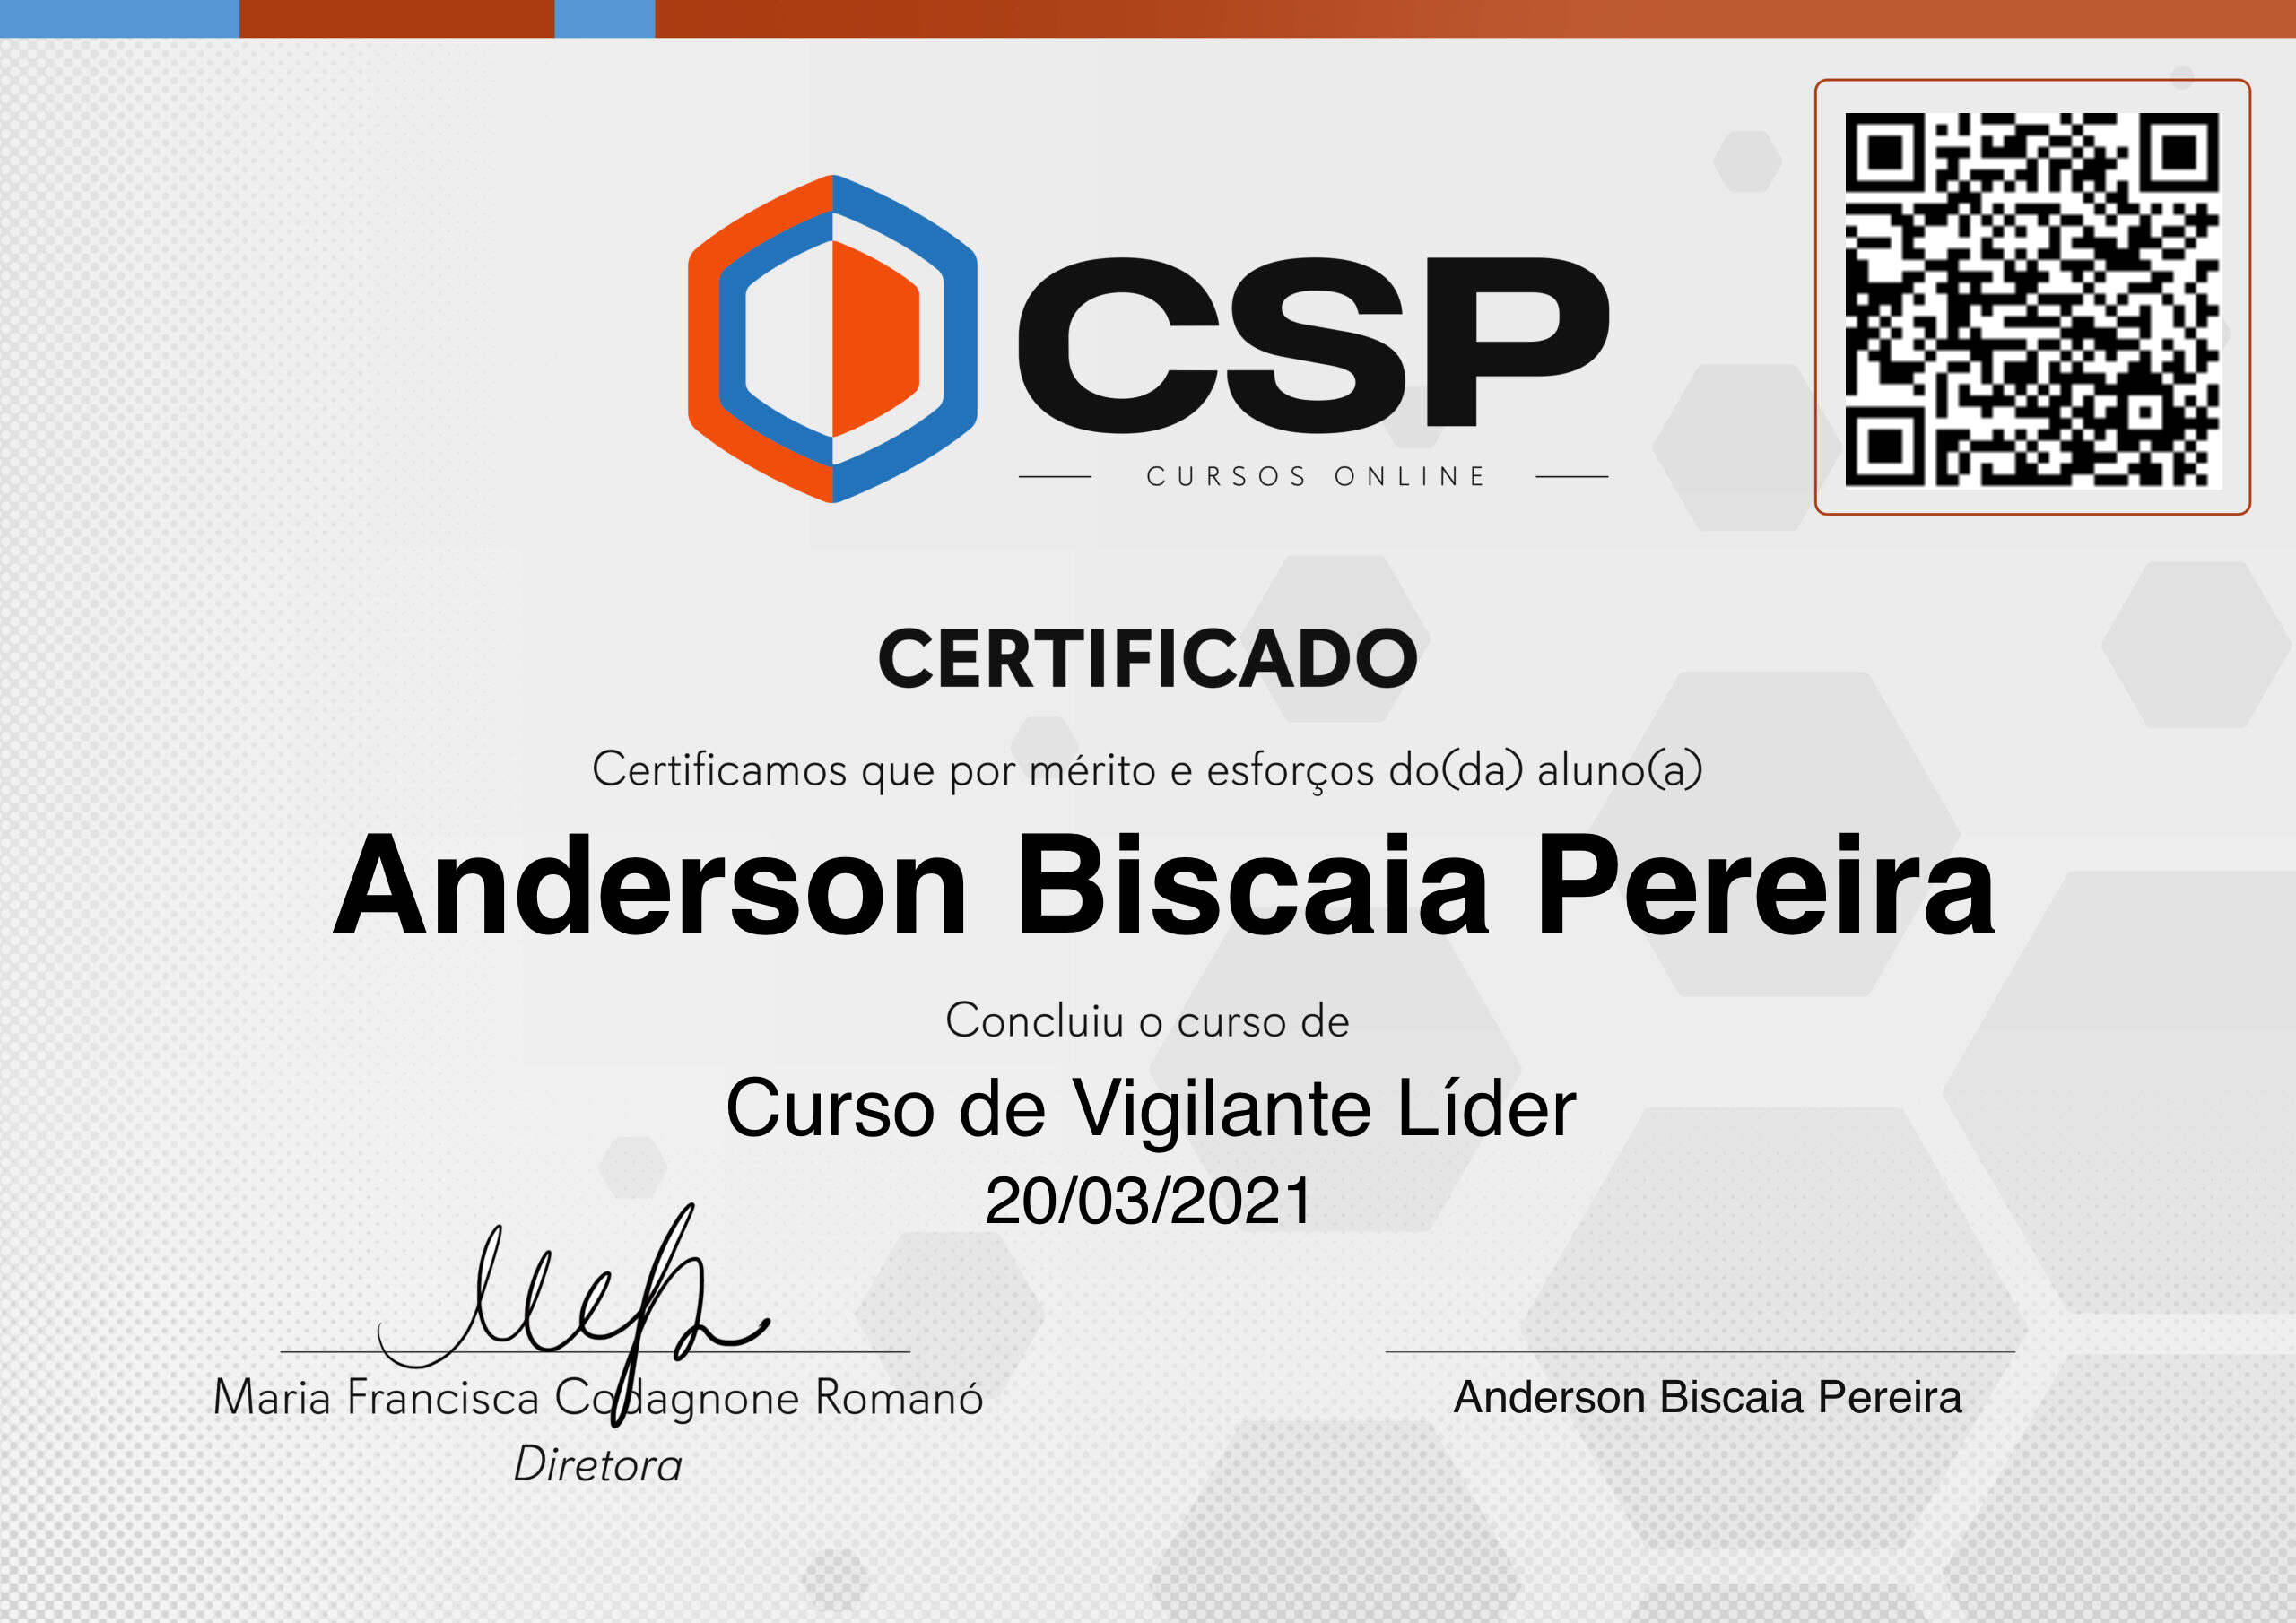 CSP
CURSOS ONLINE
CERTIFICADO
Certificamos que por mérito e esforços do(da) aluno(a)
Anderson Biscaia Pereira
Concluiu o curso de
Curso de Vigilante Líder
20/03/2021
Maria Francisca Codagnone Romanó
Diretora
Anderson Biscaia Pereira